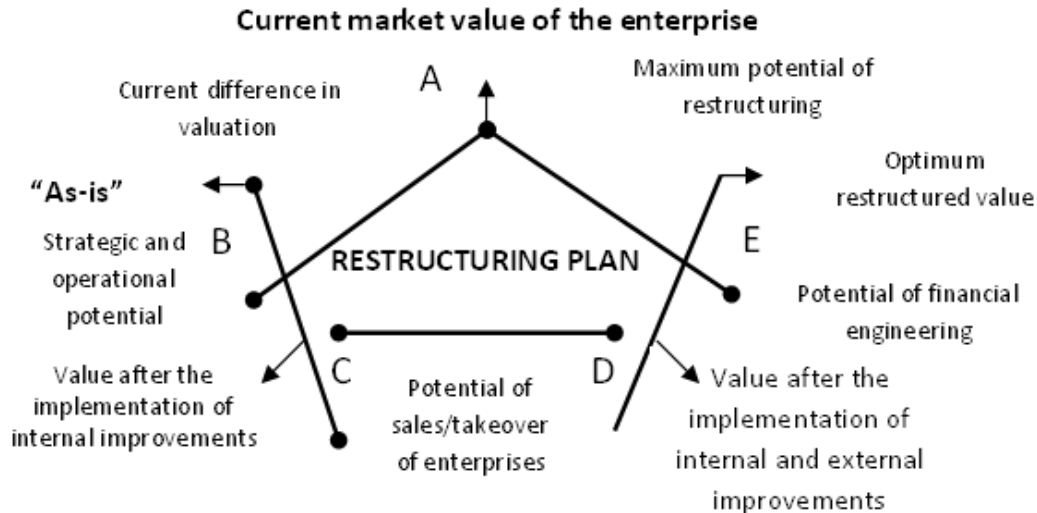 Current market value of the enterprise
A
Maximum potential of
restructuring
Current difference in
valuation
"As-is"
B
Strategic and
operational
potential
RESTRUCTURING PLAN
E
Optimum
restructured value
Potential of financial
engineering
Value after the
implementation of
internal improvements
C
Potential of
sales/takeover
of enterprises
D
Value after the
implementation of
internal and external
improvements